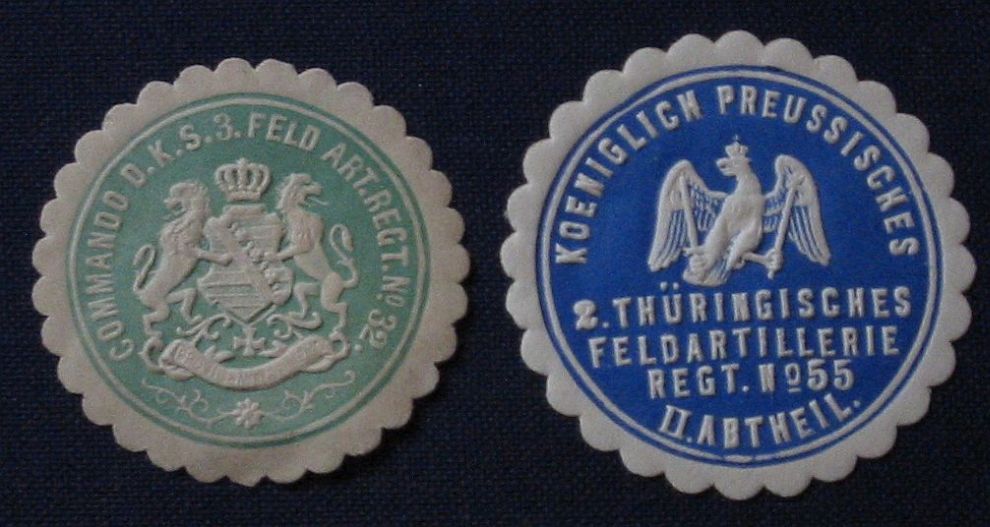 COMMANDO D.K.S.3.FELD ART.REGT.No.32.
KOENIGLICH PREUSSISCHES
2.THÜRINGISCHES
FELDARTILLERIE
REGT. No 55
II.ABTHEIL.